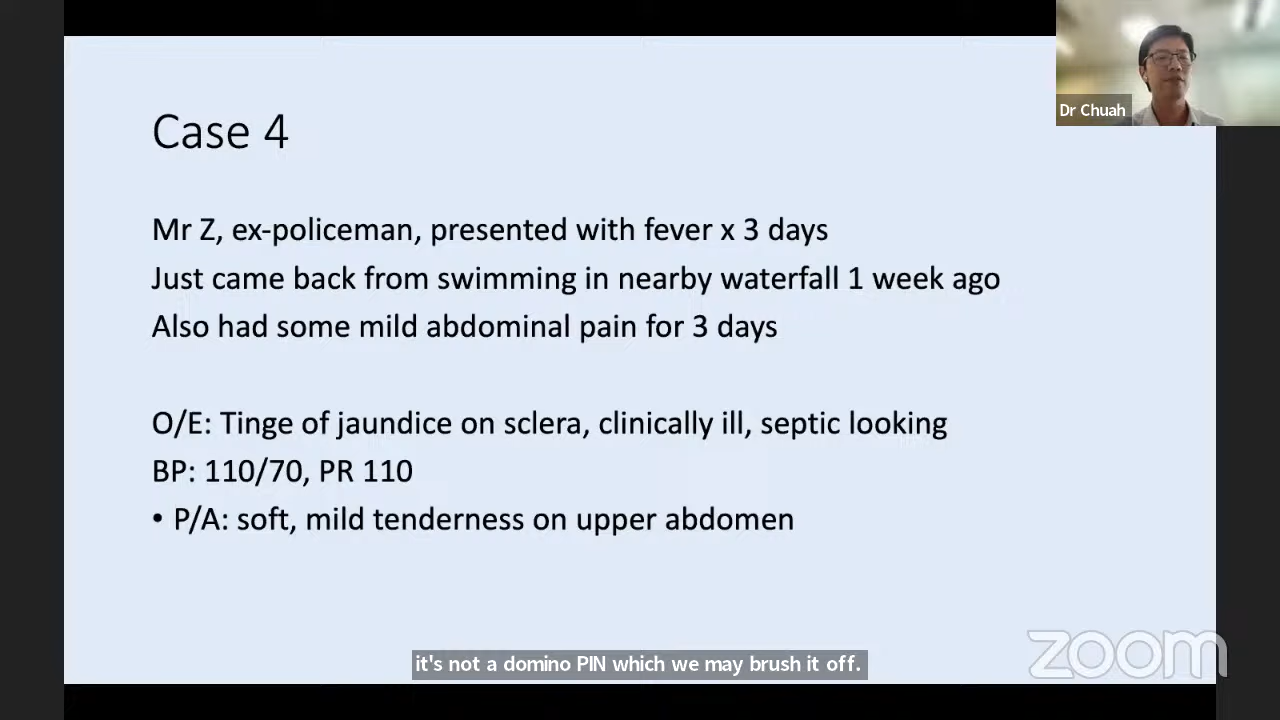 Dr Chuah
Case 4
Mr Z, ex-policeman, presented with fever x 3 days
Just came back from swimming in nearby waterfall 1 week ago
Also had some mild abdominal pain for 3 days
O/E: Tinge of jaundice on sclera, clinically ill, septic looking
BP: 110/70, PR 110
• P/A: soft, mild tenderness on upper abdomen
it's not a domino PIN which we may brush it off.
zoom